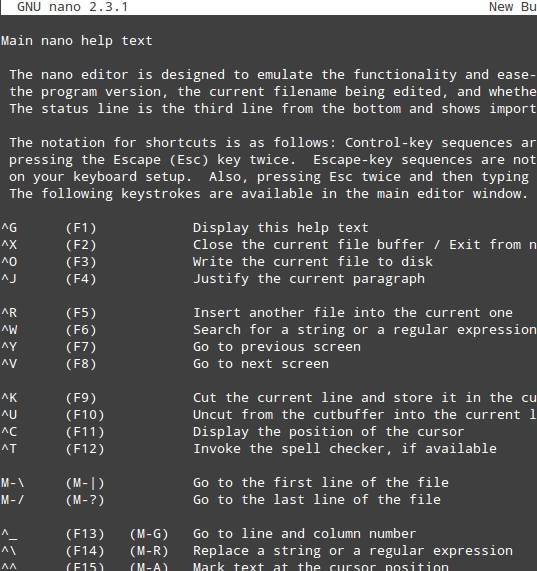 GNU nano 2.3.1 New Bu
Main nano help text
The nano editor is designed to emulate the functionality and ease-
the program version, the current filename being edited, and whethe
The status line is the third line from the bottom and shows import
The notation for shortcuts is as follows: Control-key sequences ar
pressing the Escape (Esc) key twice.  Escape-key sequences are not
on your keyboard setup.  Also, pressing Esc twice and then typing
The following keystrokes are available in the main editor window.
^G (F1) Display this help text
^X (F2) Close the current file buffer / Exit from n
^O (F3) Write the current file to disk
^J (F4) Justify the current paragraph
^R (F5) Insert another file into the current one
^W (F6) Search for a string or a regular expression
^Y (F7) Go to previous screen
^V (F8) Go to next screen
^K (F9) Cut the current line and store it in the cu
^U (F10) Uncut from the cutbuffer into the current l
^C (F11) Display the position of the cursor
^T (F12) Invoke the spell checker, if available
M-\ (M-|) Go to the first line of the file
M-/ (M-?) Go to the last line of the file
^_ (F13) (M-G) Go to line and column number
^\ (F14) (M-R) Replace a string or a regular expression
^^ (F15) (M-A) Mark text at the cursor position